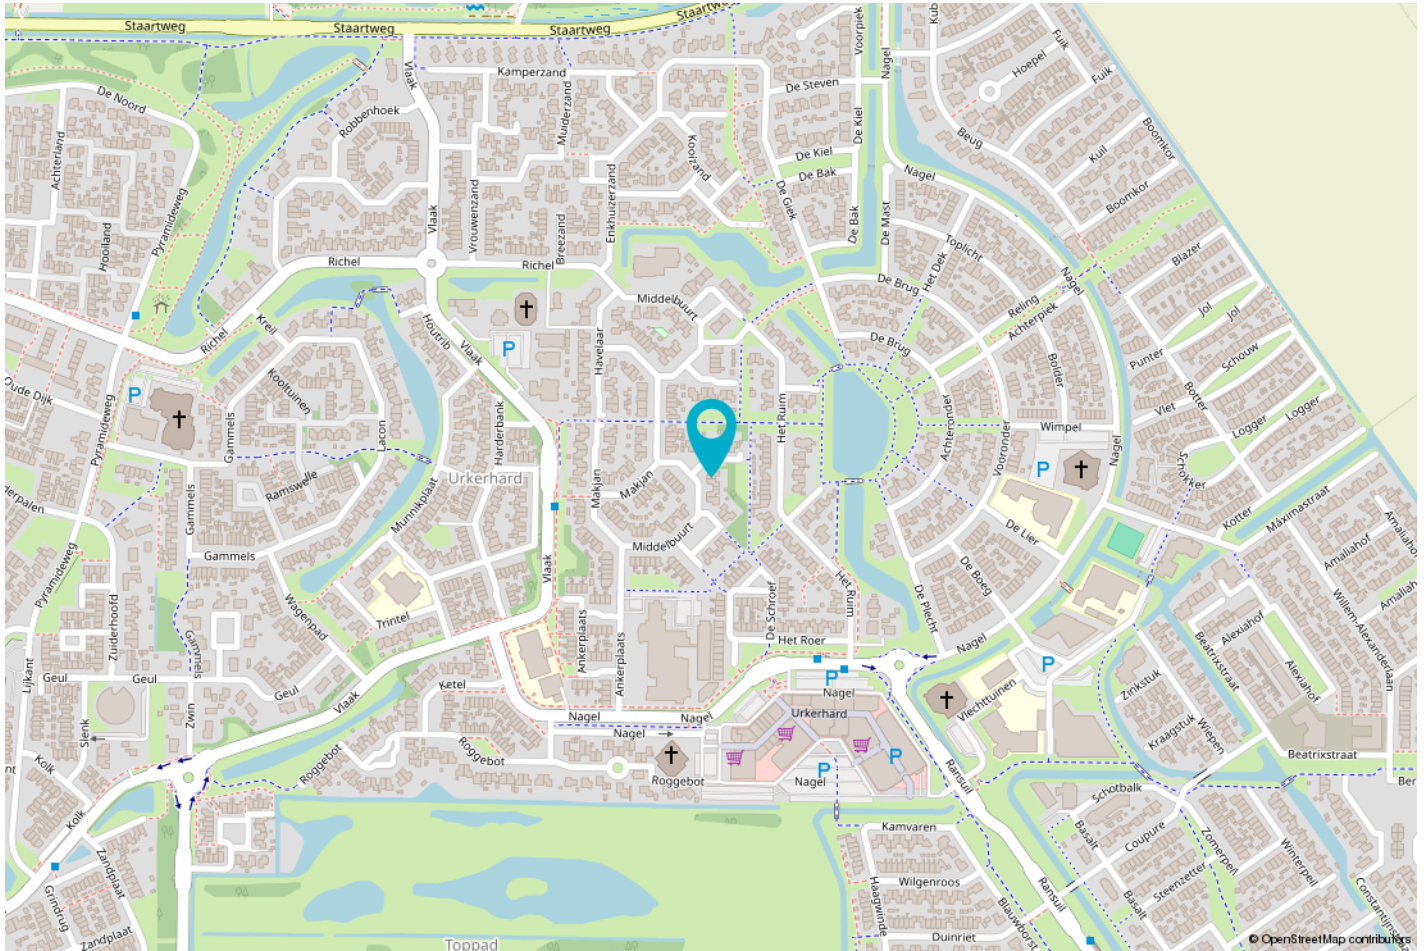 Staartweg
Staartweg
Staartweg
Staartweg
Voorpiek
Nagel
Fuik
Hoepel
Fuik
Vlaak
Kamperzand
De Steven
De Noord
Robbenhoek
Muiderzand
De Kiel
Beug
Boomkor
Achterland
Kooizand
De Kiel
Kuil
De Bak
Nagel
Pyramideweg
Vlaak
Vrouwenzand
Breezand
Enkhuizerzand
De Giek
De Bak
De Mast
Boomkor
Hooiland
Toplicht
Het Dek
Blazer
Richel
Richel
De Brug
Nagel
Reling
Jol
Jol
Middelbuurt
Achterpiek
Richel
Kreil
Houtrib
Vlaak
P
Havelaar
De Brug
Bolder
Punter
Schouw
Oude Dijk
P
Kooltuinen
Botter
Pyramideweg
Gammels
Lacon
Harderbank
Het Ruim
Achteronder
Vooronder
Wimpel
Vlet
Logger
Logger
Nagel
P
Schokker
Ramswelle
Urkerhard
Makjan
Makjan
Munnikplaat
Gammels
Kotter
Máximastraat
De Lier
Amaliahof
Middelbuurt
Gammels
Vlaak
Amaliahof
Pyramideweg
Het Ruim
De Boeg
Willem-Alexanderlaan
Wagenpad
Trintel
Zuiderhoofd
Gammels
Ankerplaats
Ankerplaats
De Schroef
De Plecht
Beatrixstraat
Alexiahof
Alexiahof
Het Roer
Nagel
Lijkant
Geul
Geul
Geul
Ketel
P
P
Zinkstuk
Vlaak
Zwin
Slenk
Nagel
Nagel
Nagel
Urkerhard
Vlechttuinen
Kraagstuk
Wiepen
Nagel
Roggebot
Roggebot
Roggebot
P
P
Nagel
Ransuil
Beatrixstraat
Kolk
Kolk
Schotbalk
Kamvaren
Basalt
Coupure
Zomerpeil
Winterpeil
Zandplaat
Steenzetter
Wilgenroos
Haagwinde
Ransuil
Basalt
Grindrug
Zandplaat
Toppad
Duinriet
© OpenStreetMap contributors